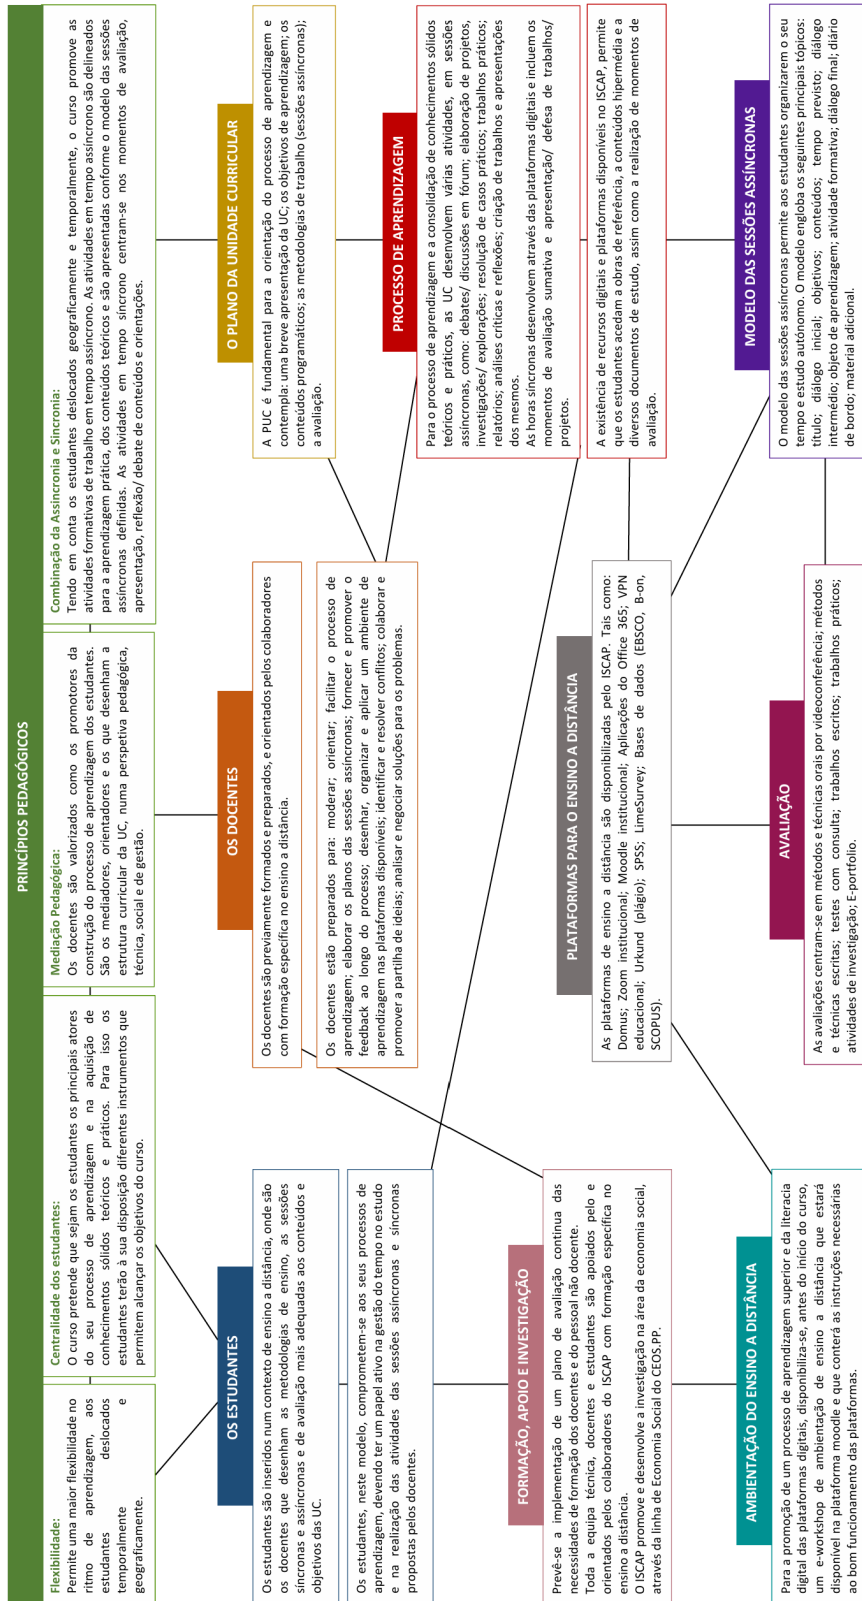 PRINCÍPIOS PEDAGÓGICOS
Flexibilidade:
Permite uma maior flexibilidade no
ritmo de aprendizagem, aos
estudantes deslocados
temporalmente e
geograficamente.
Centralidade dos estudantes:
O curso pretende que sejam os estudantes os principais atores
do seu processo de aprendizagem e na aquisição de
conhecimentos sólidos teóricos e práticos. Para isso os
estudantes terão à sua disposição diferentes instrumentos que
permitem alcançar os objetivos do curso.
Mediação Pedagógica:
Os docentes são valorizados como os promotores da
construção do processo de aprendizagem dos estudantes.
São os mediadores, orientadores e os que desenham a
estrutura curricular da UC, numa perspetiva pedagógica,
técnica, social e de gestão.
Combinação da Assincronia e Sincronia:
Tendo em conta os estudantes deslocados geograficamente e temporalmente, o curso promove as
atividades formativas de trabalho em tempo assíncrono. As atividades em tempo assíncrono são delineados
para a aprendizagem prática, dos conteúdos teóricos e são apresentadas conforme o modelo das sessões
assíncronas definidas. As atividades em tempo síncrono centram-se nos momentos de avaliação,
apresentação, reflexão/ debate de conteúdos e orientações.
OS ESTUDANTES
Os estudantes são inseridos num contexto de ensino a distância, onde são
os docentes que desenham as metodologias de ensino, as sessões
síncronas e assíncronas e de avaliação mais adequadas aos conteúdos e
objetivos das UC.
Os estudantes, neste modelo, comprometem-se aos seus processos de
aprendizagem, devendo ter um papel ativo na gestão do tempo no estudo
e na realização das atividades das sessões assíncronas e síncronas
propostas pelos docentes.
OS DOCENTES
Os docentes são previamente formados e preparados, e orientados pelos colaboradores
com formação específica no ensino a distância.
Os docentes estão preparados para: moderar; orientar; facilitar o processo de
aprendizagem; elaborar os planos das sessões assíncronas; fornecer e promover o
feedback ao longo do processo; desenhar, organizar e aplicar um ambiente de
aprendizagem nas plataformas disponíveis; identificar e resolver conflitos; colaborar e
promover a partilha de ideias; analisar e negociar soluções para os problemas.
O PLANO DA UNIDADE CURRICULAR
A PUC é fundamental para a orientação do processo de aprendizagem e
contempla: uma breve apresentação da UC; os objetivos de aprendizagem; os
conteúdos programáticos; as metodologias de trabalho (sessões assíncronas);
a avaliação.
PROCESSO DE APRENDIZAGEM
Para o processo de aprendizagem e a consolidação de conhecimentos sólidos
teóricos e práticos, as UC desenvolvem várias atividades, em sessões
assíncronas, como: debates/ discussões em fórum; elaboração de projetos,
investigações/ explorações; resolução de casos práticos; trabalhos práticos;
relatórios; análises críticas e reflexões; criação de trabalhos e apresentações
dos mesmos.
As horas síncronas desenvolvem através das plataformas digitais e incluem os
momentos de avaliação sumativa e apresentação/ defesa de trabalhos/
projetos.
A existência de recursos digitais e plataformas disponíveis no ISCAP, permite
que os estudantes acedam a obras de referência, a conteúdos hipermédia e a
diversos documentos de estudo, assim como a realização de momentos de
avaliação.
FORMAÇÃO, APOIO E INVESTIGAÇÃO
Prevê-se a implementação de um plano de avaliação contínua das
necessidades de formação dos docentes e do pessoal não docente.
Toda a equipa técnica, docentes e estudantes são apoiados pelo e
orientados pelos colaboradores do ISCAP com formação específica no
ensino a distância.
O ISCAP promove e desenvolve a investigação na área da economia social,
através da linha de Economia Social do CEOS.PP.
PLATAFORMAS PARA O ENSINO A DISTÂNCIA
As plataformas de ensino a distância são disponibilizadas pelo ISCAP. Tais como:
Domus; Zoom institucional; Moodle institucional; Aplicações do Office 365; VPN
educacional; Urkund (plágio); SPSS; LimeSurvey; Bases de dados (EBSCO, B-on,
SCOPUS).
MODELO DAS SESSÕES ASSÍNCRONAS
O modelo das sessões assíncronas permite aos estudantes organizarem o seu
tempo e estudo autónomo. O modelo engloba os seguintes principais tópicos:
título; diálogo inicial; objetivos; conteúdos; tempo previsto; diálogo
intermédio; objeto de aprendizagem; atividade formativa; diálogo final; diário
de bordo; material adicional.
AMBIENTAÇÃO DO ENSINO A DISTÂNCIA
Para a promoção de um processo de aprendizagem superior e da literacia
digital das plataformas digitais, disponibiliza-se, antes do início do curso,
um e-workshop de ambientação de ensino a distância que estará
disponível na plataforma moodle e que conterá as instruções necessárias
ao bom funcionamento das plataformas.
AVALIAÇÃO
As avaliações centram-se em métodos e técnicas orais por videoconferência; métodos
e técnicas escritas; testes com consulta; trabalhos escritos; trabalhos práticos;
atividades de investigação; E-portfolio.